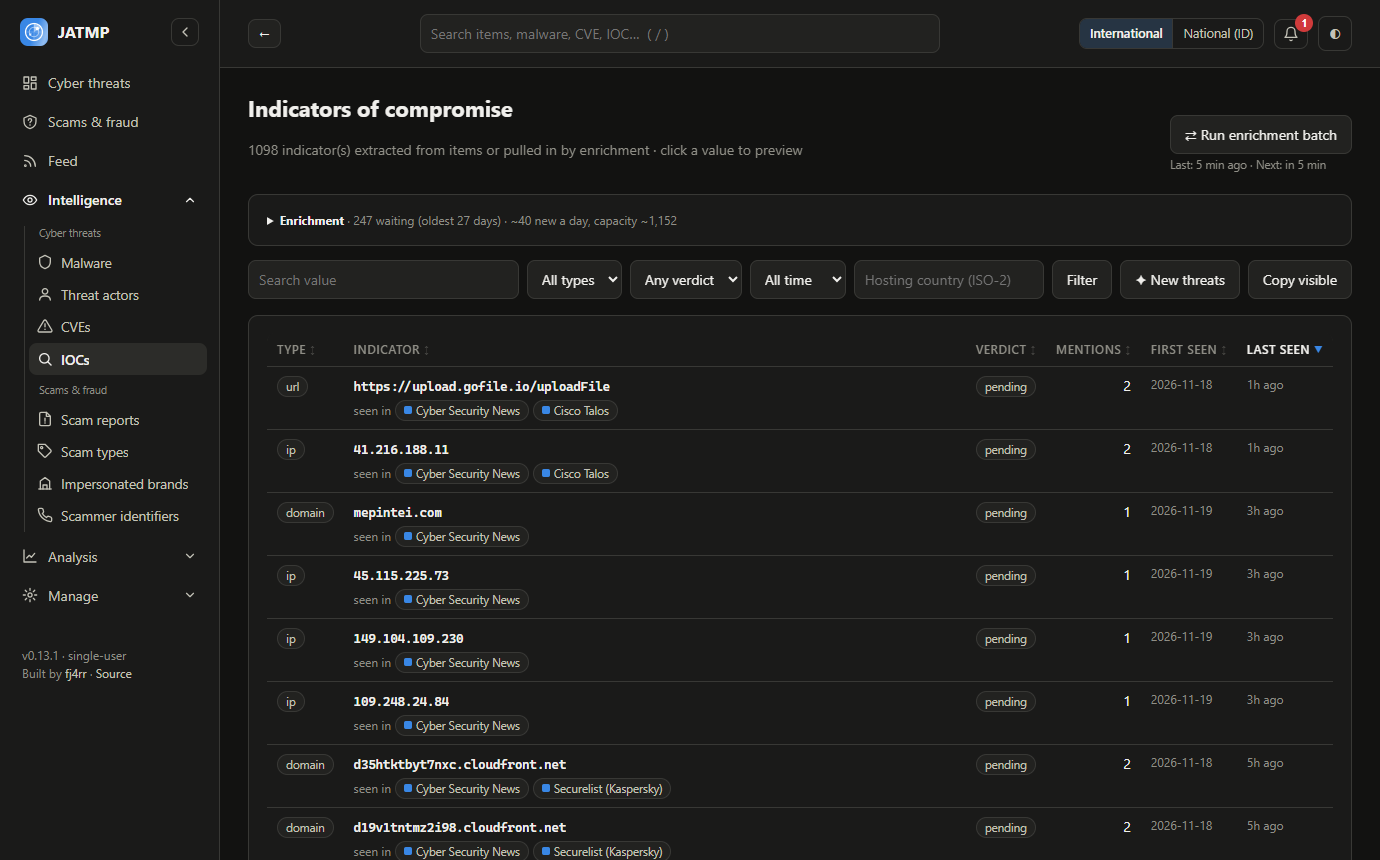 JATMP
Cyber threats
Scams & fraud
Feed
Intelligence
Cyber threats
Malware
Threat actors
CVEs
IOCs
Scams & fraud
Scam reports
Scam types
Impersonated brands
Scammer identifiers
Analysis
Manage
v0.13.1 · single-user
Built by fj4rr · Source
← Search items, malware, CVE, IOC... ( / ) International National (ID) 1
Indicators of compromise
1098 indicator(s) extracted from items or pulled in by enrichment · click a value to preview
⇄ Run enrichment batch
Last: 5 min ago · Next: in 5 min
▶ Enrichment · 247 waiting (oldest 27 days) · ~40 new a day, capacity ~1,152
Search value All types Any verdict All time Hosting country (ISO-2) Filter ✦ New threats Copy visible
TYPE ↕ INDICATOR ↕ VERDICT ↕ MENTIONS ↕ FIRST SEEN ↕ LAST SEEN ▼
url https://upload.gofile.io/uploadFile pending 2 2026-11-18 1h ago
seen in Cyber Security News Cisco Talos
ip 41.216.188.11 pending 2 2026-11-18 1h ago
seen in Cyber Security News Cisco Talos
domain mepintei.com pending 1 2026-11-19 3h ago
seen in Cyber Security News
ip 45.115.225.73 pending 1 2026-11-19 3h ago
seen in Cyber Security News
ip 149.104.109.230 pending 1 2026-11-19 3h ago
seen in Cyber Security News
ip 109.248.24.84 pending 1 2026-11-19 3h ago
seen in Cyber Security News
domain d35htktbyt7nxc.cloudfront.net pending 2 2026-11-18 5h ago
seen in Cyber Security News Securelist (Kaspersky)
domain d19v1tntmz2i98.cloudfront.net pending 2 2026-11-18 5h ago
seen in Cyber Security News Securelist (Kaspersky)